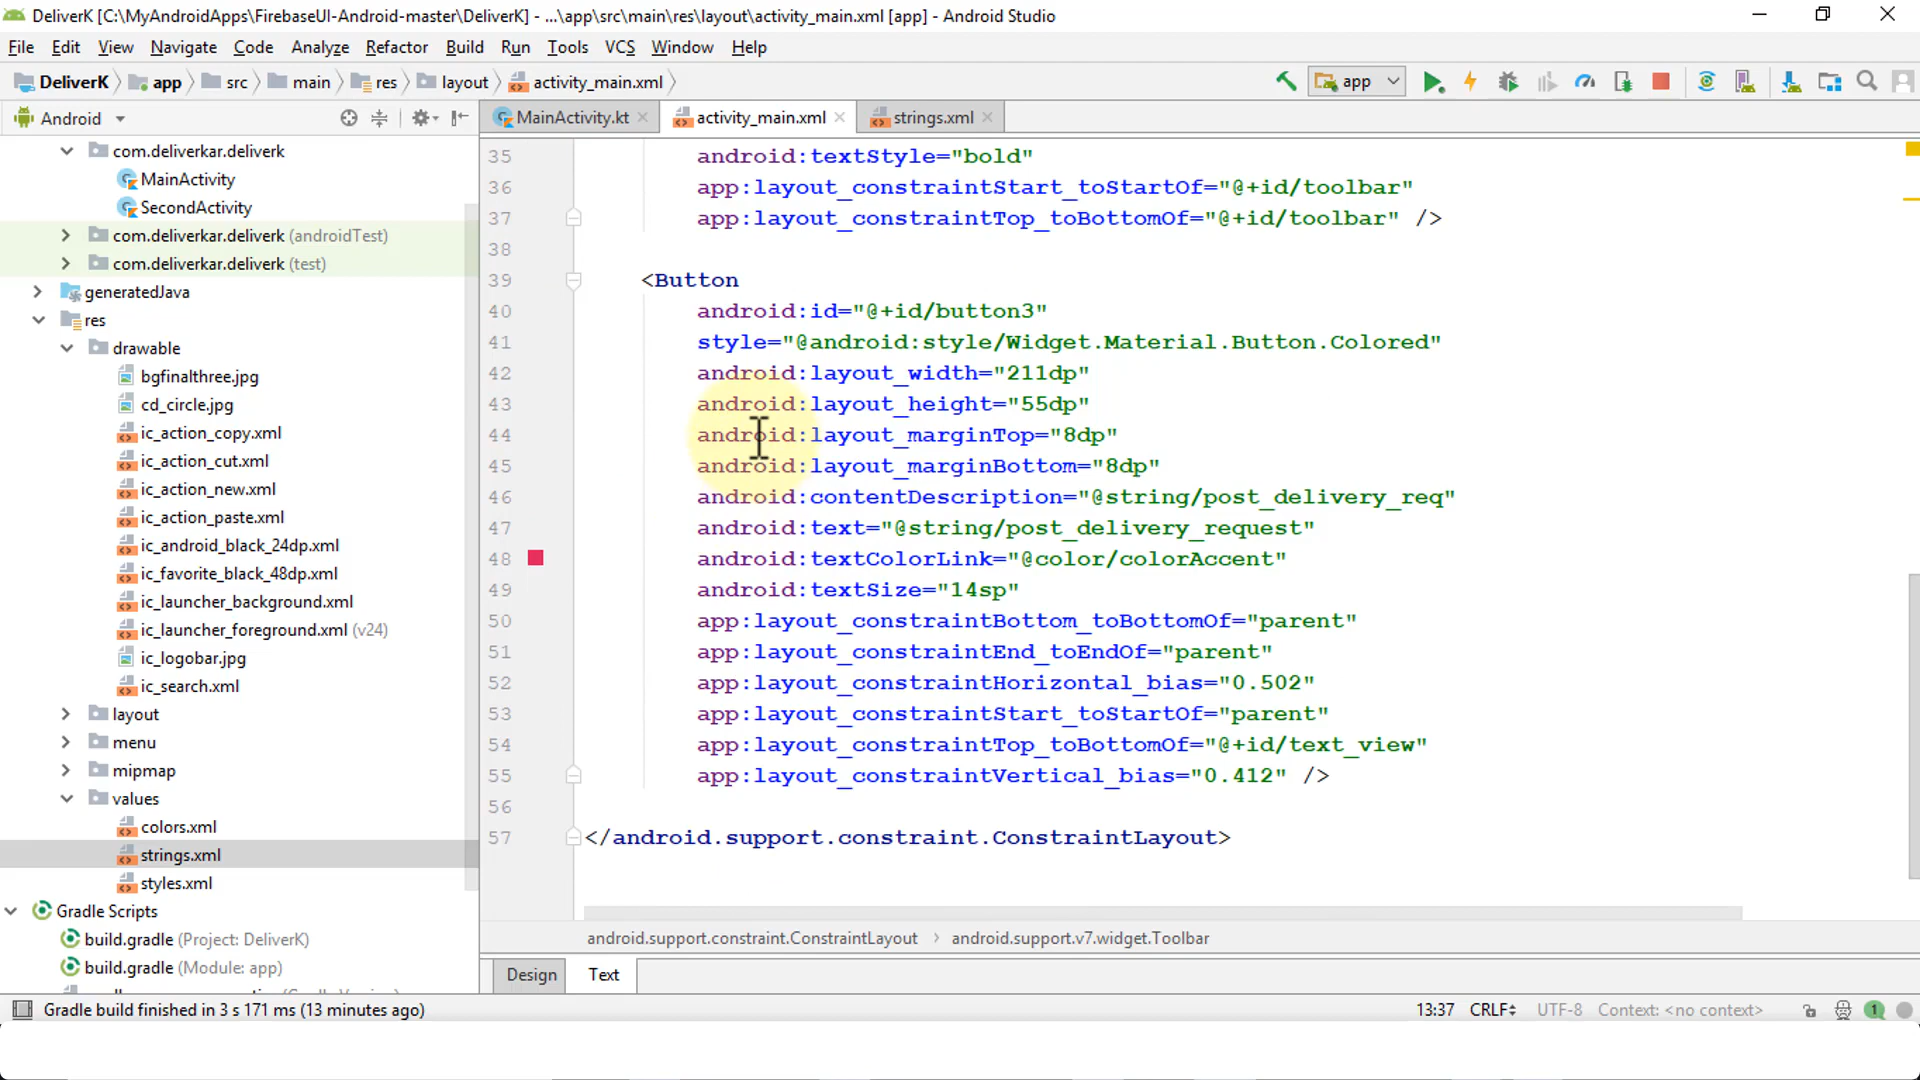 DeliverK [C:\MyAndroidApps\FirebaseUI-Android-master\DeliverK] - ...\app\src\main\res\layout\activity_main.xml [app] - Android Studio
File Edit View Navigate Code Analyze Refactor Build Run Tools VCS Window Help
DeliverK app src main res layout activity_main.xml app
Android MainActivity.kt activity_main.xml strings.xml
com.deliverkar.deliverk
MainActivity
SecondActivity
com.deliverkar.deliverk (androidTest)
com.deliverkar.deliverk (test)
generatedJava
res
drawable
bgfinalthree.jpg
cd_circle.jpg
ic_action_copy.xml
ic_action_cut.xml
ic_action_new.xml
ic_action_paste.xml
ic_android_black_24dp.xml
ic_favorite_black_48dp.xml
ic_launcher_background.xml
ic_launcher_foreground.xml (v24)
ic_logobar.jpg
ic_search.xml
layout
menu
mipmap
values
colors.xml
strings.xml
styles.xml
Gradle Scripts
build.gradle (Project: DeliverK)
build.gradle (Module: app)
35 android:textStyle="bold"
36 app:layout_constraintStart_toStartOf="@+id/toolbar"
37 app:layout_constraintTop_toBottomOf="@+id/toolbar" />
38
39 <Button
40 android:id="@+id/button3"
41 style="@android:style/Widget.Material.Button.Colored"
42 android:layout_width="211dp"
43 android:layout_height="55dp"
44 android:layout_marginTop="8dp"
45 android:layout_marginBottom="8dp"
46 android:contentDescription="@string/post_delivery_req"
47 android:text="@string/post_delivery_request"
48 android:textColorLink="@color/colorAccent"
49 android:textSize="14sp"
50 app:layout_constraintBottom_toBottomOf="parent"
51 app:layout_constraintEnd_toEndOf="parent"
52 app:layout_constraintHorizontal_bias="0.502"
53 app:layout_constraintStart_toStartOf="parent"
54 app:layout_constraintTop_toBottomOf="@+id/text_view"
55 app:layout_constraintVertical_bias="0.412" />
56
57 </android.support.constraint.ConstraintLayout>
android.support.constraint.ConstraintLayout › android.support.v7.widget.Toolbar
Design Text
Gradle build finished in 3 s 171 ms (13 minutes ago) 13:37 CRLF UTF-8 Context: <no context> 1